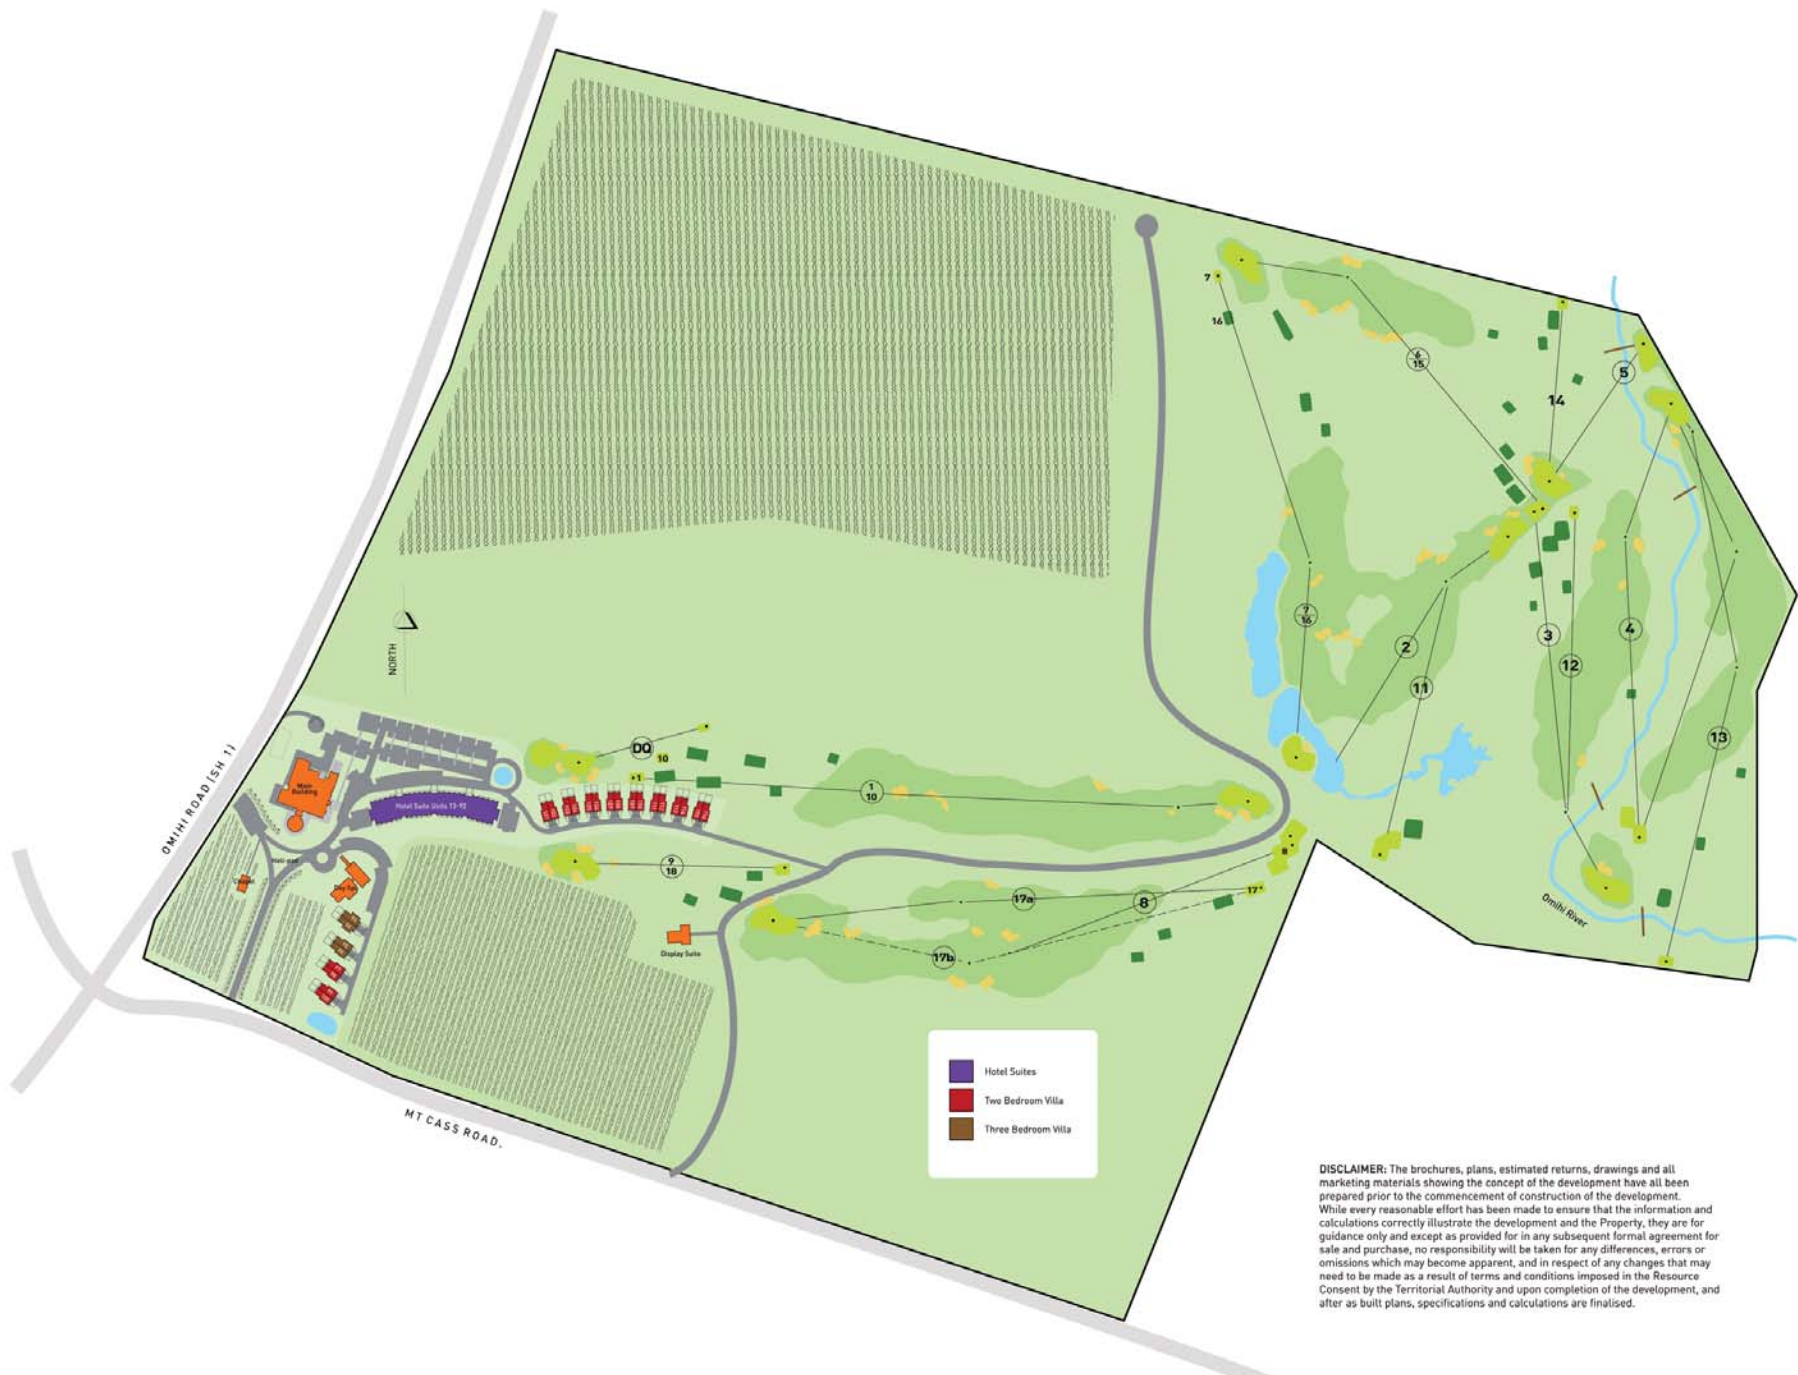 7
16
6
15
5
14
7
16
2
3
4
12
11
13
NORTH
OMIHI ROAD (SH 1)
DQ
10
1
1
10
Main
Building
Hotel Suite Units 13-92
Heli-pad
Chapel
Day Spa
9
18
8
17
17a
8
17b
Display Suite
Omihi River
MT CASS ROAD.
Hotel Suites
Two Bedroom Villa
Three Bedroom Villa
DISCLAIMER: The brochures, plans, estimated returns, drawings and all
marketing materials showing the concept of the development have all been
prepared prior to the commencement of construction of the development.
While every reasonable effort has been made to ensure that the information and
calculations correctly illustrate the development and the Property, they are for
guidance only and except as provided for in any subsequent formal agreement for
sale and purchase, no responsibility will be taken for any differences, errors or
omissions which may become apparent, and in respect of any changes that may
need to be made as a result of terms and conditions imposed in the Resource
Consent by the Territorial Authority and upon completion of the development, and
after as built plans, specifications and calculations are finalised.